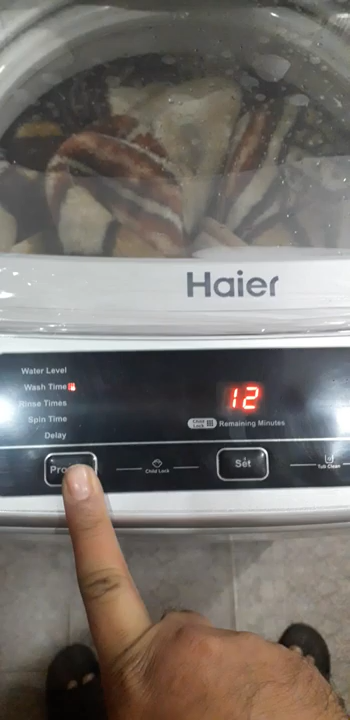 Haier
Water Level
Wash Time
Rinse Times
Spin Time
Delay
12
Remaining Minutes
Child Lock
Set
Tub Clean